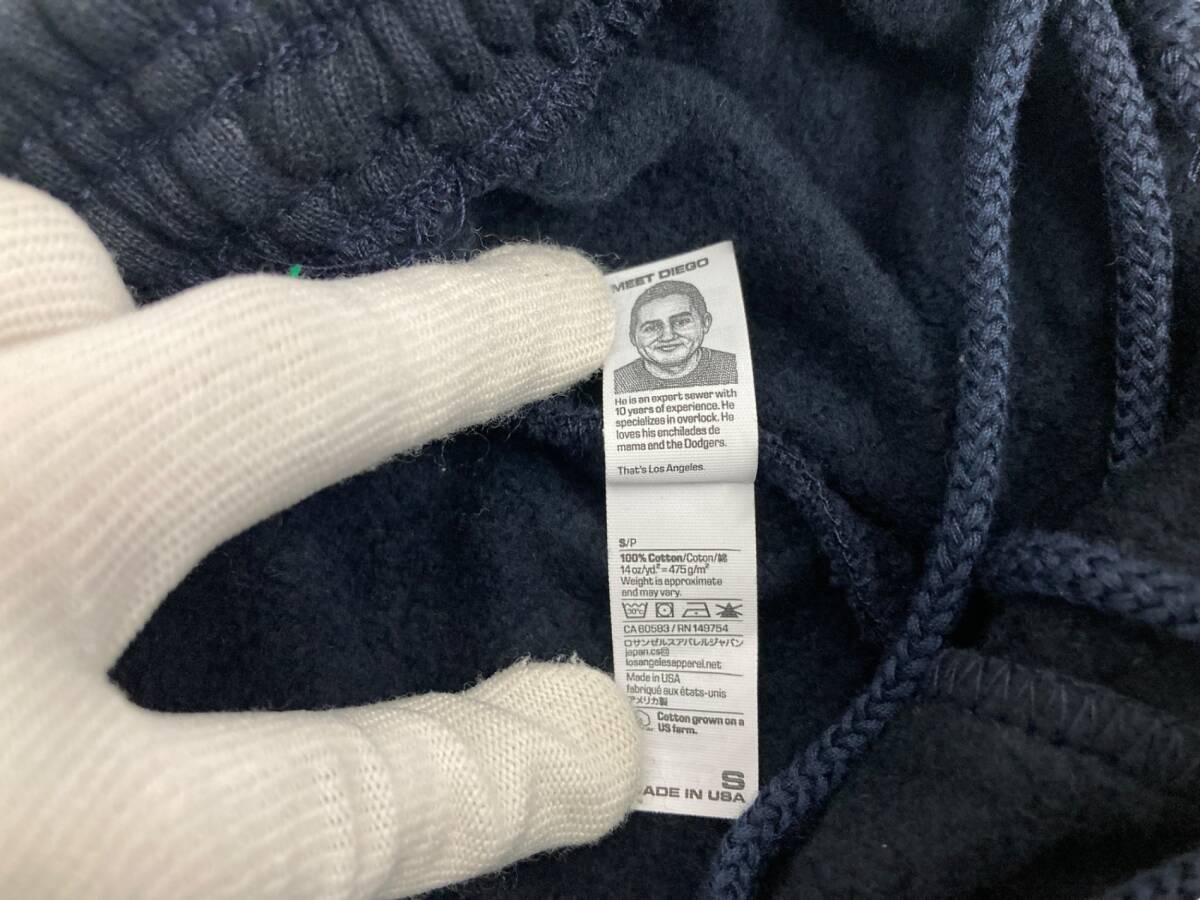 MEET DIEGO
He is an expert sewer with
10 years of experience. He
specializes in overlock. He
loves his enchiladas de
mama and the Dodgers.
That's Los Angeles.
S/P
100% Cotton/Coton/綿
14 oz/yd.² = 475 g/m²
Weight is approximate
and may vary.
30°C
CA 60583 / RN 149754
ロサンゼルスアパレルジャパン
japan.cs@
losangelesapparel.net
Made in USA
fabriqué aux états-unis
アメリカ製
Cotton grown on a
US farm.
S
ADE IN USA